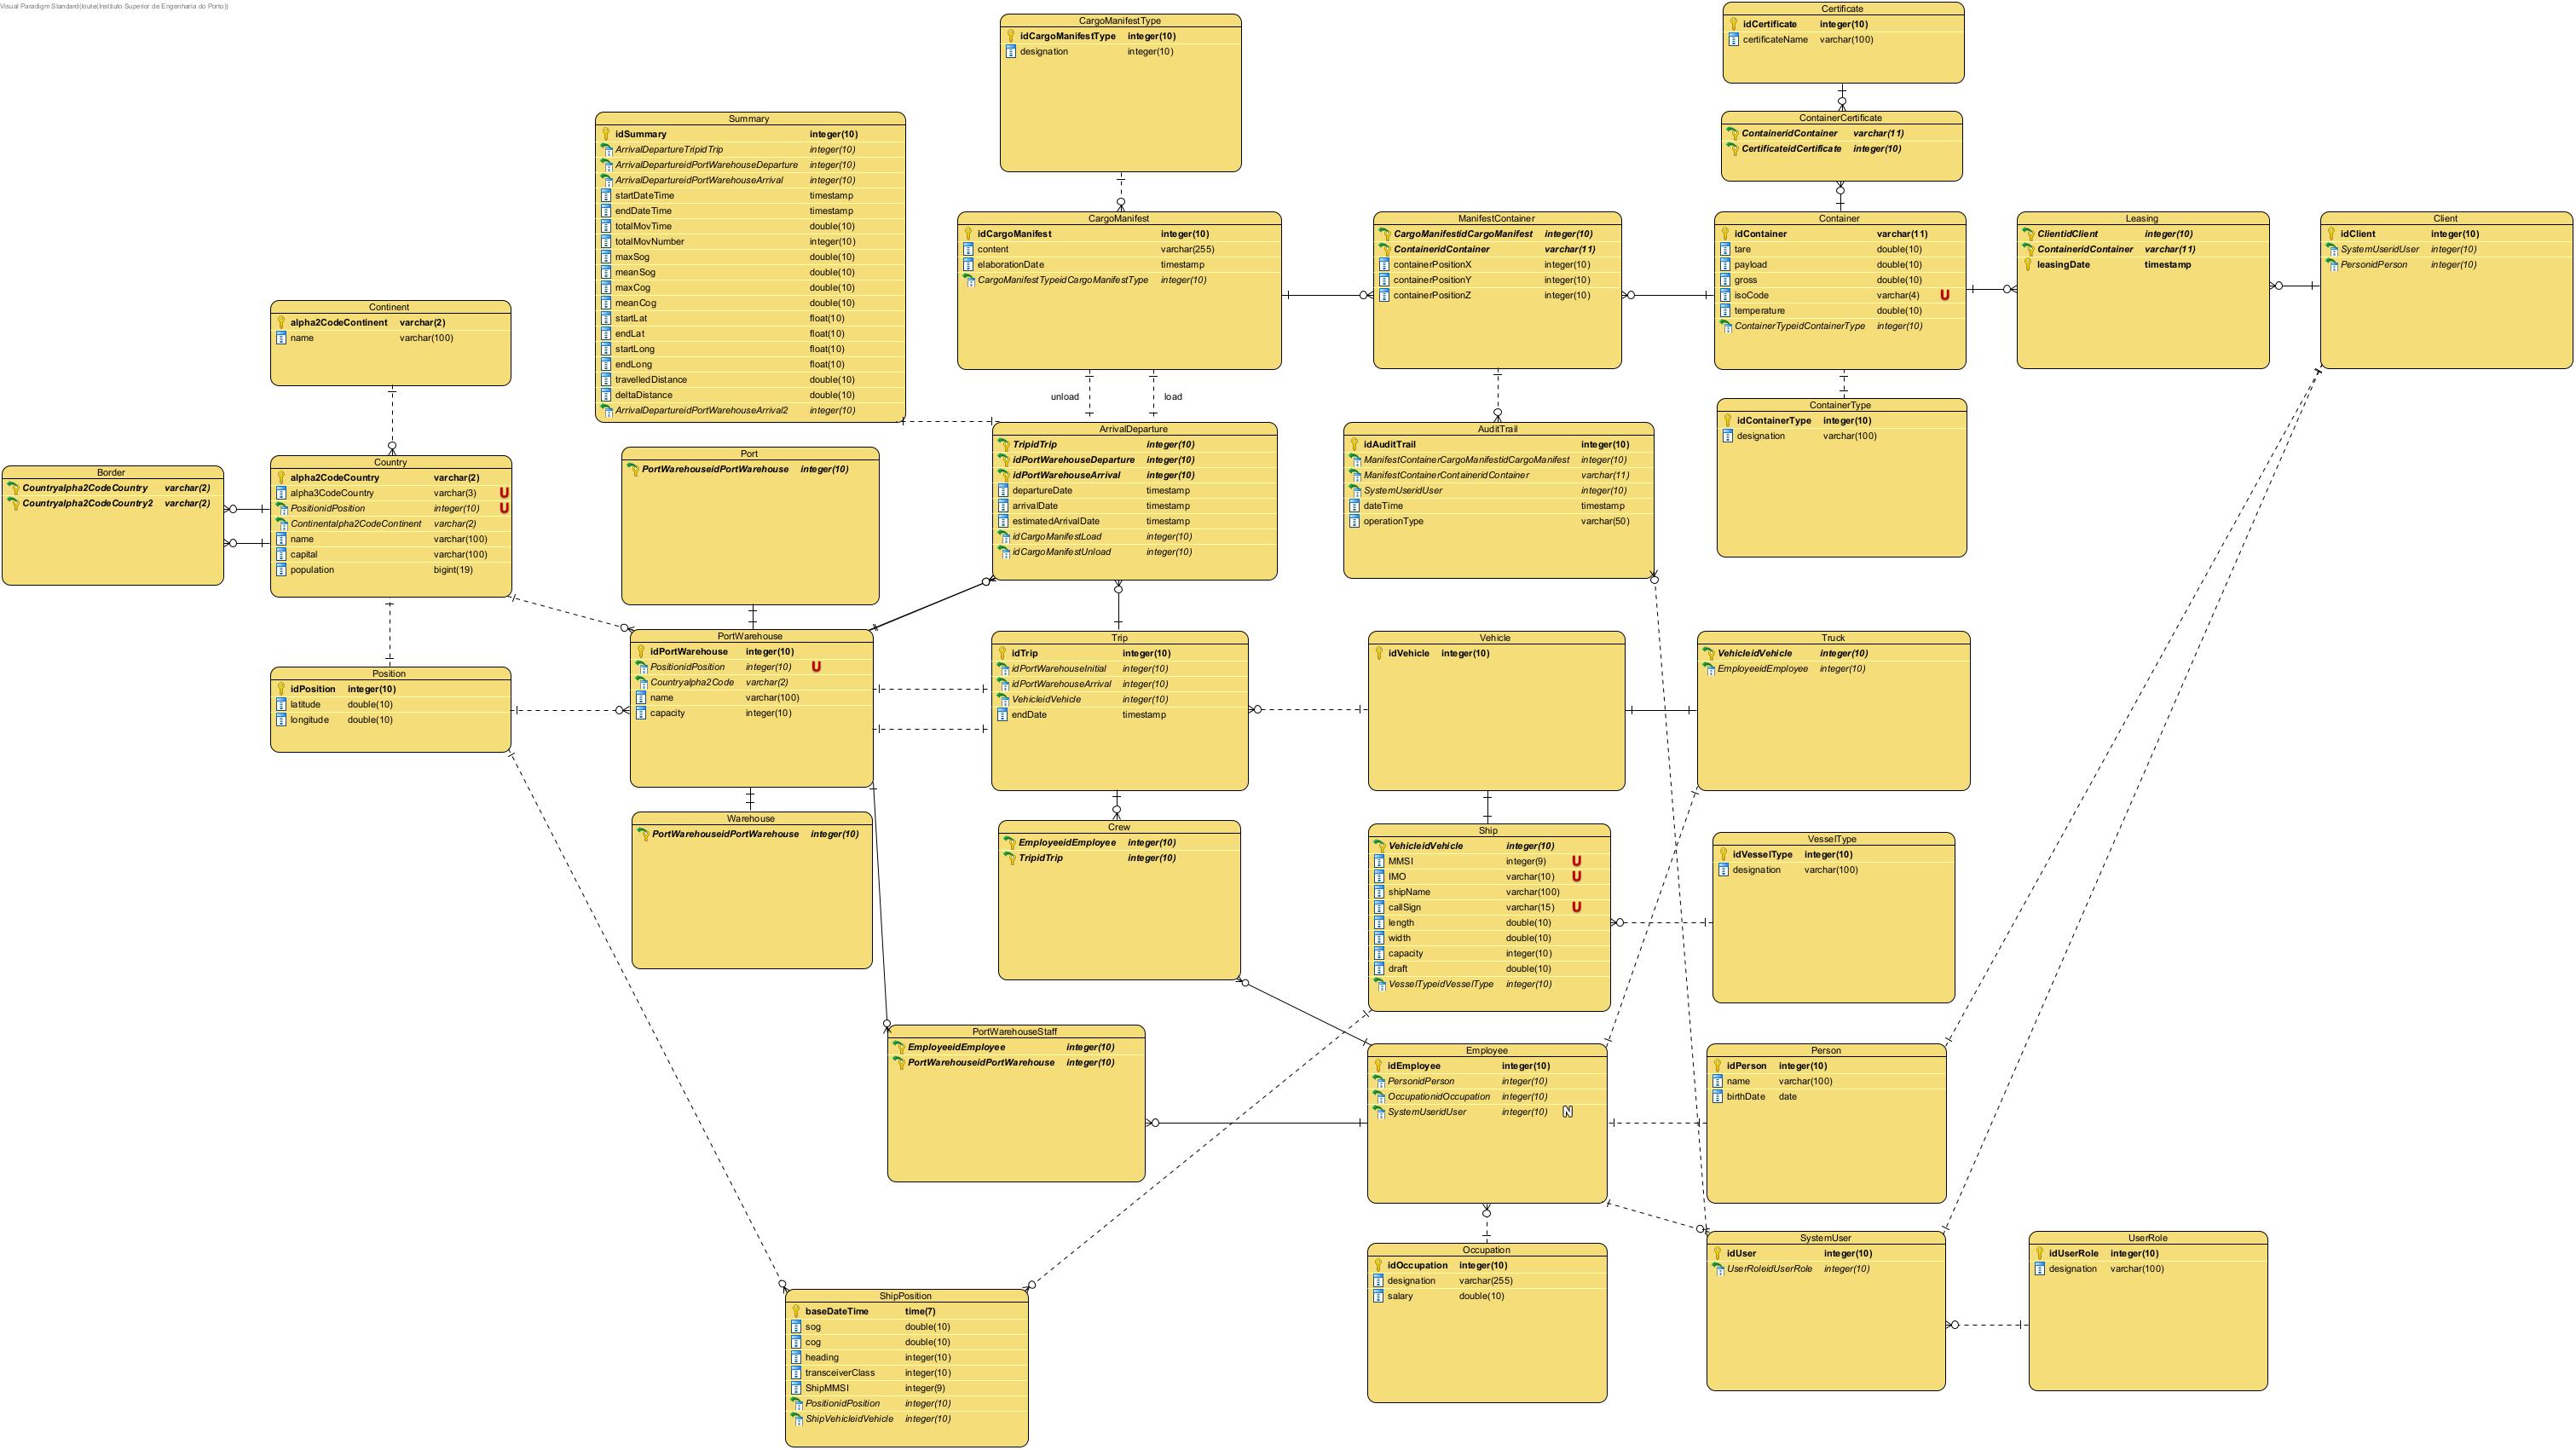 Visual Paradigm Standard(loute(Instituto Superior de Engenharia do Porto))
CargoManifestType
idCargoManifestType integer(10)
designation integer(10)
Certificate
idCertificate integer(10)
certificateName varchar(100)
ContainerCertificate
ContaineridContainer varchar(11)
CertificateidCertificate integer(10)
Summary
idSummary integer(10)
ArrivalDepartureTripidTrip integer(10)
ArrivalDepartureidPortWarehouseDeparture integer(10)
ArrivalDepartureidPortWarehouseArrival integer(10)
startDateTime timestamp
endDateTime timestamp
totalMovTime double(10)
totalMovNumber integer(10)
maxSog double(10)
meanSog double(10)
maxCog double(10)
meanCog double(10)
startLat float(10)
endLat float(10)
startLong float(10)
endLong float(10)
travelledDistance double(10)
deltaDistance double(10)
ArrivalDepartureidPortWarehouseArrival2 integer(10)
CargoManifest
idCargoManifest integer(10)
content varchar(255)
elaborationDate timestamp
CargoManifestTypeidCargoManifestType integer(10)
ManifestContainer
CargoManifestidCargoManifest integer(10)
ContaineridContainer varchar(11)
containerPositionX integer(10)
containerPositionY integer(10)
containerPositionZ integer(10)
Container
idContainer varchar(11)
tare double(10)
payload double(10)
gross double(10)
isoCode varchar(4) U
temperature double(10)
ContainerTypeidContainerType integer(10)
Leasing
ClientidClient integer(10)
ContaineridContainer varchar(11)
leasingDate timestamp
Client
idClient integer(10)
SystemUseridUser integer(10)
PersonidPerson integer(10)
Continent
alpha2CodeContinent varchar(2)
name varchar(100)
unload
load
ContainerType
idContainerType integer(10)
designation varchar(100)
Border
Countryalpha2CodeCountry varchar(2)
Countryalpha2CodeCountry2 varchar(2)
Country
alpha2CodeCountry varchar(2)
alpha3CodeCountry varchar(3) U
PositionidPosition integer(10) U
Continentalpha2CodeContinent varchar(2)
name varchar(100)
capital varchar(100)
population bigint(19)
Port
PortWarehouseidPortWarehouse integer(10)
ArrivalDeparture
TripidTrip integer(10)
idPortWarehouseDeparture integer(10)
idPortWarehouseArrival integer(10)
departureDate timestamp
arrivalDate timestamp
estimatedArrivalDate timestamp
idCargoManifestLoad integer(10)
idCargoManifestUnload integer(10)
AuditTrail
idAuditTrail integer(10)
ManifestContainerCargoManifestidCargoManifest integer(10)
ManifestContainerContaineridContainer varchar(11)
SystemUseridUser integer(10)
dateTime timestamp
operationType varchar(50)
Position
idPosition integer(10)
latitude double(10)
longitude double(10)
PortWarehouse
idPortWarehouse integer(10)
PositionidPosition integer(10) U
Countryalpha2Code varchar(2)
name varchar(100)
capacity integer(10)
Trip
idTrip integer(10)
idPortWarehouseInitial integer(10)
idPortWarehouseArrival integer(10)
VehicleidVehicle integer(10)
endDate timestamp
Vehicle
idVehicle integer(10)
Truck
VehicleidVehicle integer(10)
EmployeeidEmployee integer(10)
Warehouse
PortWarehouseidPortWarehouse integer(10)
Crew
EmployeeidEmployee integer(10)
TripidTrip integer(10)
Ship
VehicleidVehicle integer(10)
MMSI integer(9) U
IMO varchar(10) U
shipName varchar(100)
callSign varchar(15) U
length double(10)
width double(10)
capacity integer(10)
draft double(10)
VesselTypeidVesselType integer(10)
VesselType
idVesselType integer(10)
designation varchar(100)
PortWarehouseStaff
EmployeeidEmployee integer(10)
PortWarehouseidPortWarehouse integer(10)
Employee
idEmployee integer(10)
PersonidPerson integer(10)
OccupationidOccupation integer(10)
SystemUseridUser integer(10) N
Person
idPerson integer(10)
name varchar(100)
birthDate date
Occupation
idOccupation integer(10)
designation varchar(255)
salary double(10)
SystemUser
idUser integer(10)
UserRoleidUserRole integer(10)
UserRole
idUserRole integer(10)
designation varchar(100)
ShipPosition
baseDateTime time(7)
sog double(10)
cog double(10)
heading integer(10)
transceiverClass integer(10)
ShipMMSI integer(9)
PositionidPosition integer(10)
ShipVehicleidVehicle integer(10)